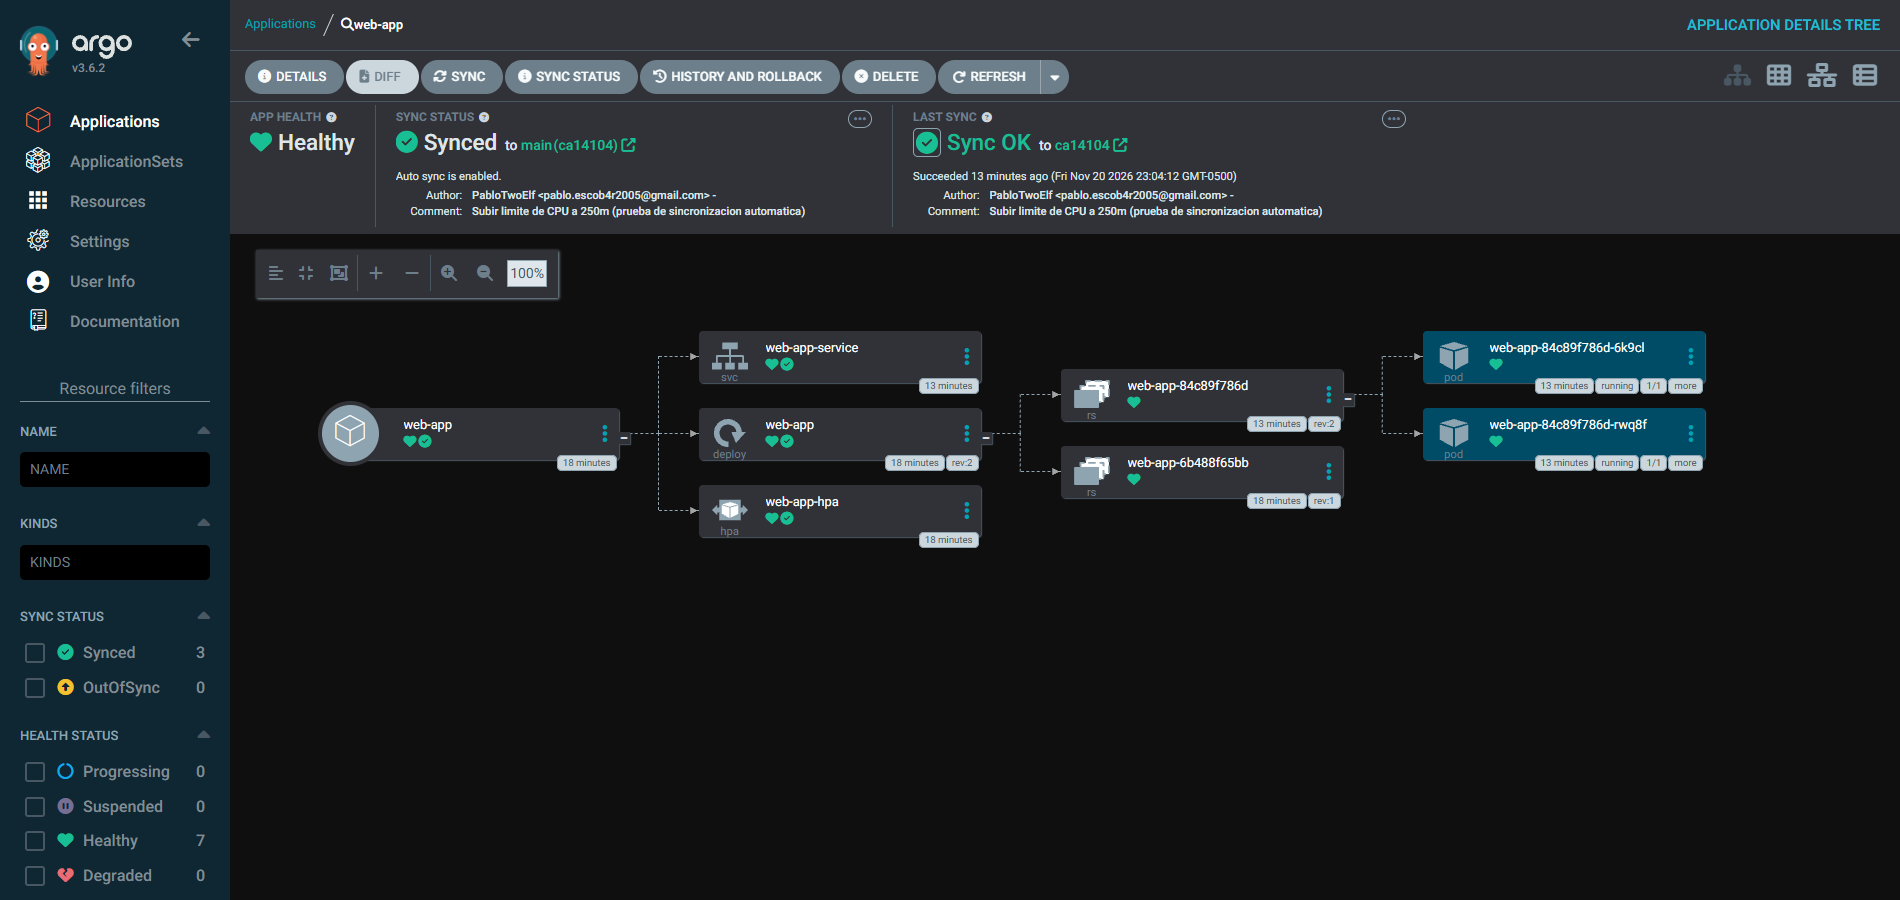 argo
v3.6.2
Applications
ApplicationSets
Resources
Settings
User Info
Documentation
Resource filters
NAME
NAME
KINDS
KINDS
SYNC STATUS
Synced 3
OutOfSync 0
HEALTH STATUS
Progressing 0
Suspended 0
Healthy 7
Degraded 0
Applications / web-app
APPLICATION DETAILS TREE
DETAILS DIFF SYNC SYNC STATUS HISTORY AND ROLLBACK DELETE REFRESH
APP HEALTH
Healthy
SYNC STATUS
Synced to main (ca14104)
Auto sync is enabled.
Author: PabloTwoElf <pablo.escob4r2005@gmail.com> -
Comment: Subir limite de CPU a 250m (prueba de sincronizacion automatica)
LAST SYNC
Sync OK to ca14104
Succeeded 13 minutes ago (Fri Nov 20 2026 23:04:12 GMT-0500)
Author: PabloTwoElf <pablo.escob4r2005@gmail.com> -
Comment: Subir limite de CPU a 250m (prueba de sincronizacion automatica)
100%
web-app
18 minutes
web-app-service
svc
13 minutes
web-app
deploy
18 minutes rev:2
web-app-hpa
hpa
18 minutes
web-app-84c89f786d
rs
13 minutes rev:2
web-app-6b488f65bb
rs
18 minutes rev:1
web-app-84c89f786d-6k9cl
pod
13 minutes running 1/1 more
web-app-84c89f786d-rwq8f
pod
13 minutes running 1/1 more